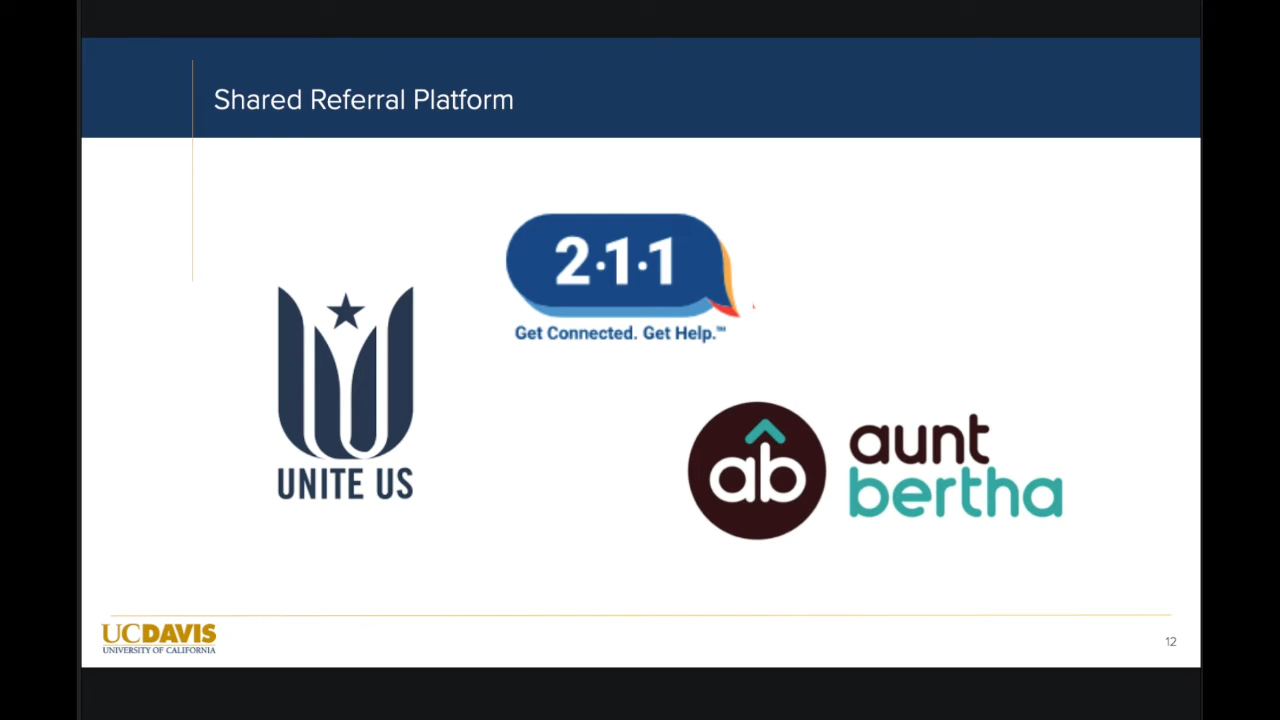 Shared Referral Platform
2·1·1
Get Connected. Get Help.™
UNITE US
ab
aunt
bertha
UCDAVIS
UNIVERSITY OF CALIFORNIA
12